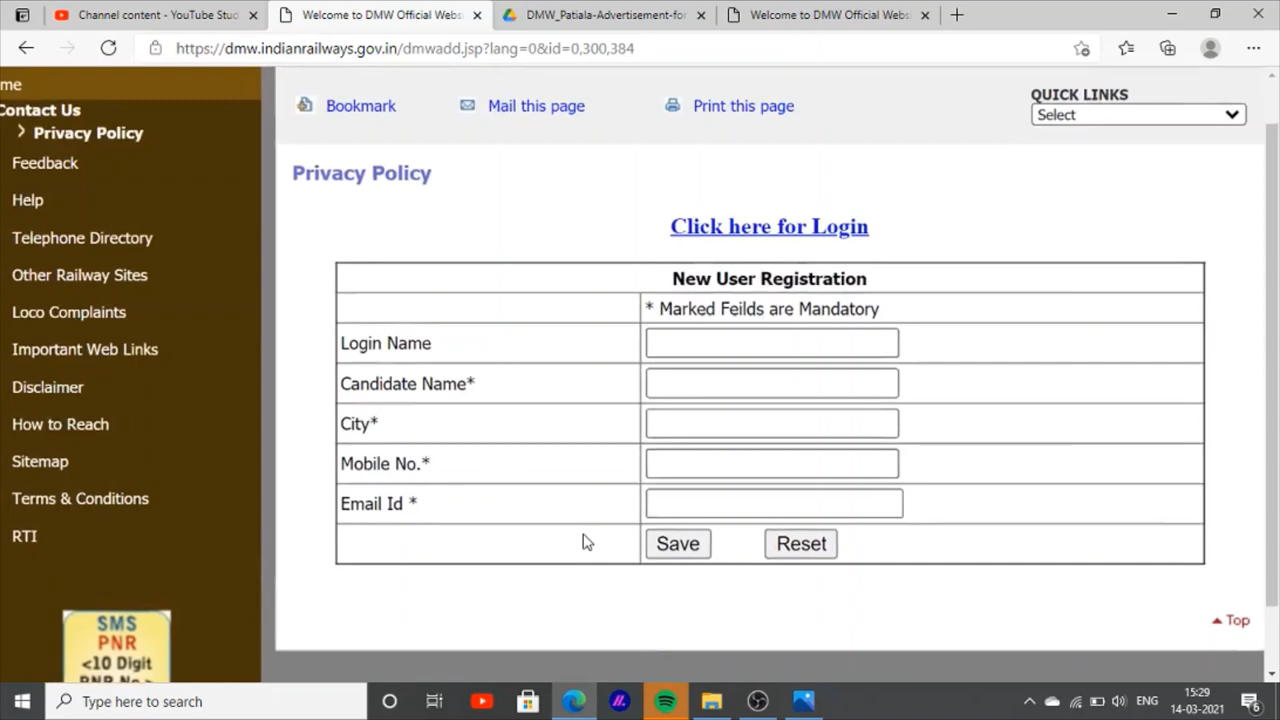 Channel content - YouTube Stud
Welcome to DMW Official Webs
DMW_Patiala-Advertisement-for
Welcome to DMW Official Webs
https://dmw.indianrailways.gov.in/dmwadd.jsp?lang=0&id=0,300,384
me
Contact Us
Privacy Policy
Feedback
Help
Telephone Directory
Other Railway Sites
Loco Complaints
Important Web Links
Disclaimer
How to Reach
Sitemap
Terms & Conditions
RTI
SMS
PNR
<10 Digit
PNR No.>
Bookmark
Mail this page
Print this page
QUICK LINKS
Select
Privacy Policy
Click here for Login
New User Registration
* Marked Feilds are Mandatory
Login Name
Candidate Name*
City*
Mobile No.*
Email Id *
Save
Reset
Top
Type here to search
ENG
15:29
14-03-2021
6